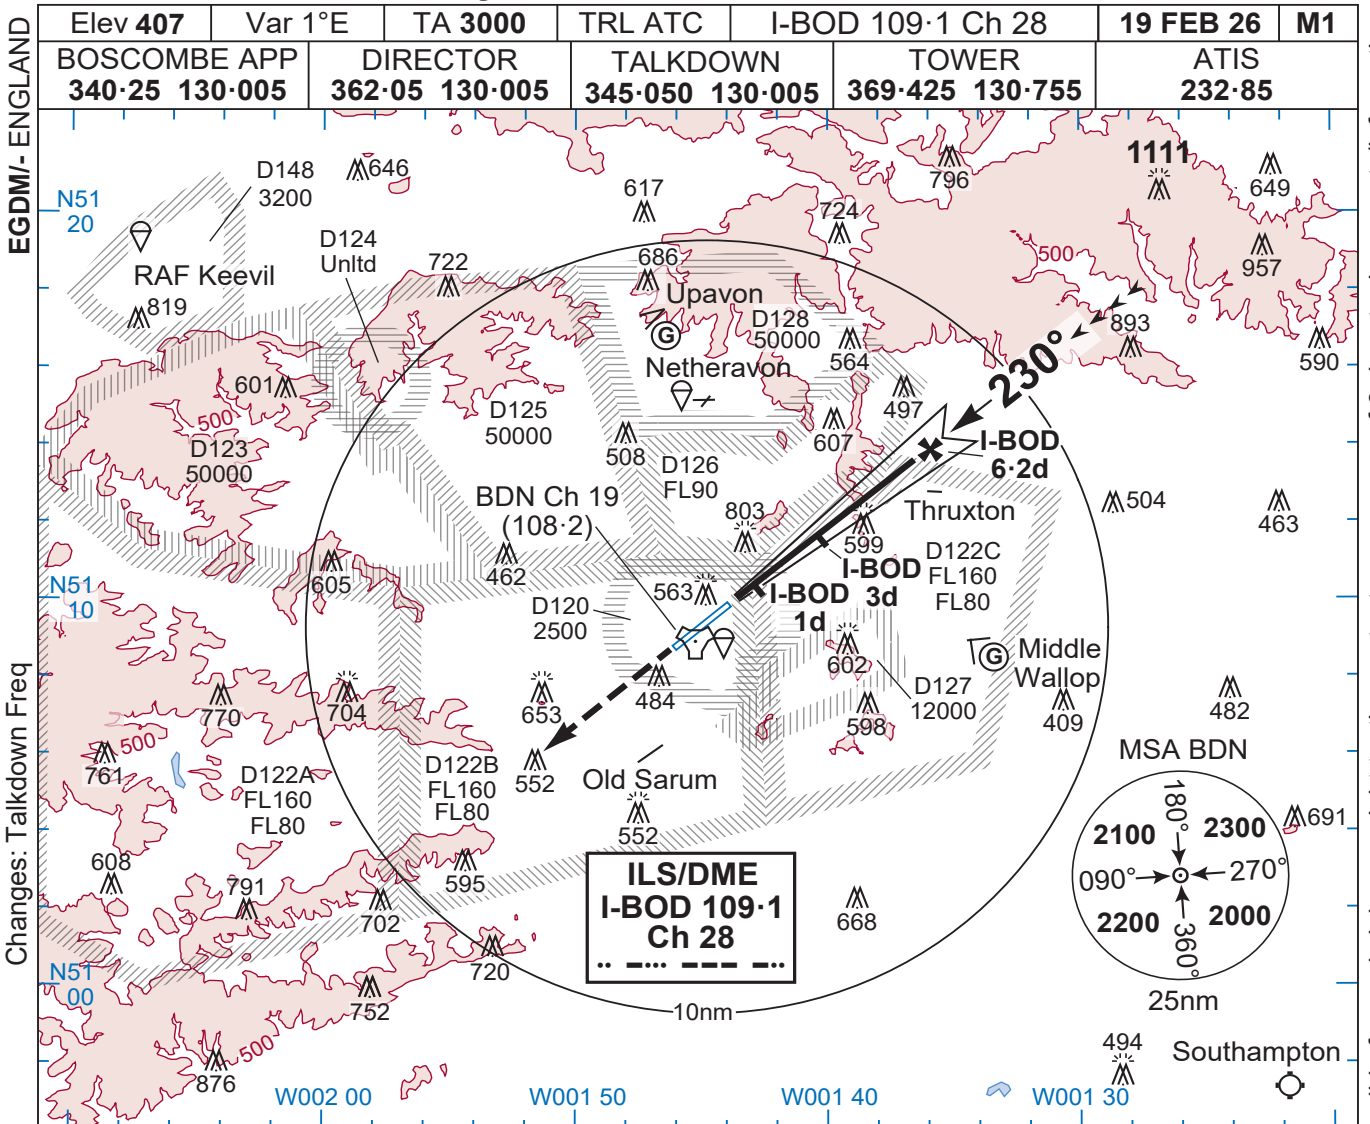 Elev 407
Var 1°E
TA 3000
TRL ATC
I-BOD 109·1 Ch 28
19 FEB 26
M1
BOSCOMBE APP
340·25 130·005
DIRECTOR
362·05 130·005
TALKDOWN
345·050 130·005
TOWER
369·425 130·755
ATIS
232·85
EGDM/- ENGLAND
Changes: Talkdown Freq
N51
20
D148
3200
646
617
796
1111
649
724
957
D124
Unltd
RAF Keevil
819
722
686
Upavon
G
D128
50000
564
500
893
590
Netheravon
230°
601
500
D123
50000
D125
50000
497
607
508
D126
FL90
I-BOD
6·2d
BDN Ch 19
(108·2)
803
Thruxton
504
463
599
D122C
FL160
FL80
605
462
N51
10
563
I-BOD
3d
I-BOD
1d
D120
2500
602
G
Middle
Wallop
D127
12000
484
598
409
482
770
704
653
500
761
552
Old Sarum
552
D122A
FL160
FL80
D122B
FL160
FL80
MSA BDN
180°
2100
2300
090°
270°
2200
2000
360°
25nm
691
608
791
595
702
668
ILS/DME
I-BOD 109·1
Ch 28
720
N51
00
752
10nm
500
876
494
Southampton
W002 00
W001 50
W001 40
W001 30